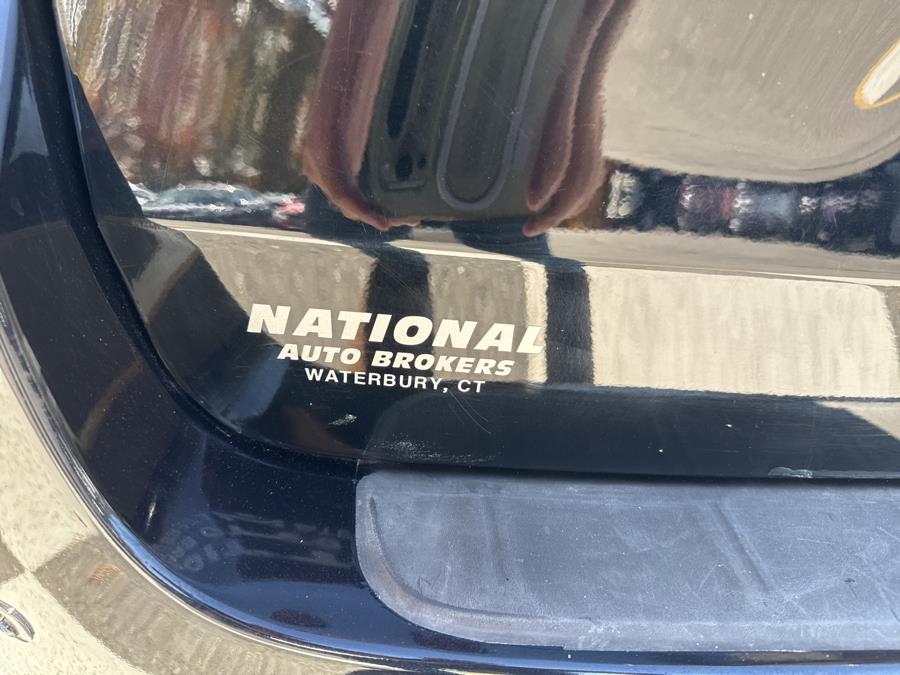 NATIONAL
AUTO BROKERS
WATERBURY, CT